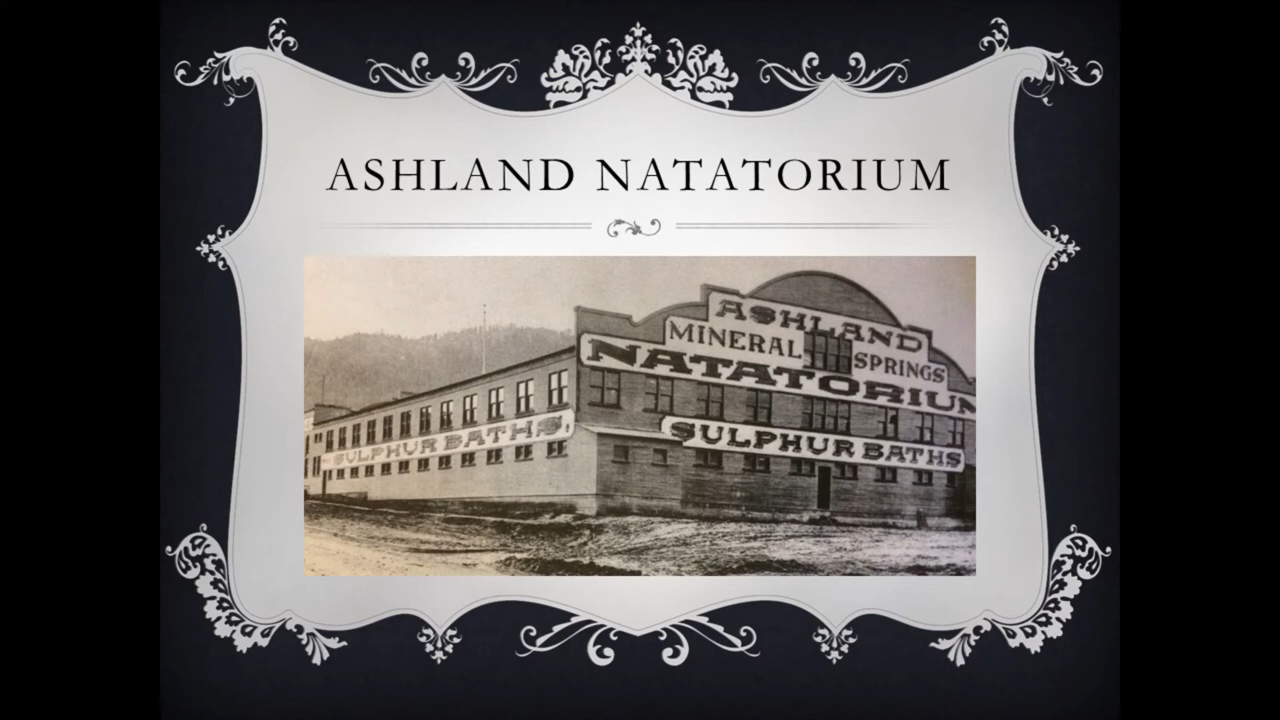 ASHLAND NATATORIUM
ASHLAND
MINERAL SPRINGS
NATATORIUM
SULPHUR BATHS
SULPHUR BATHS